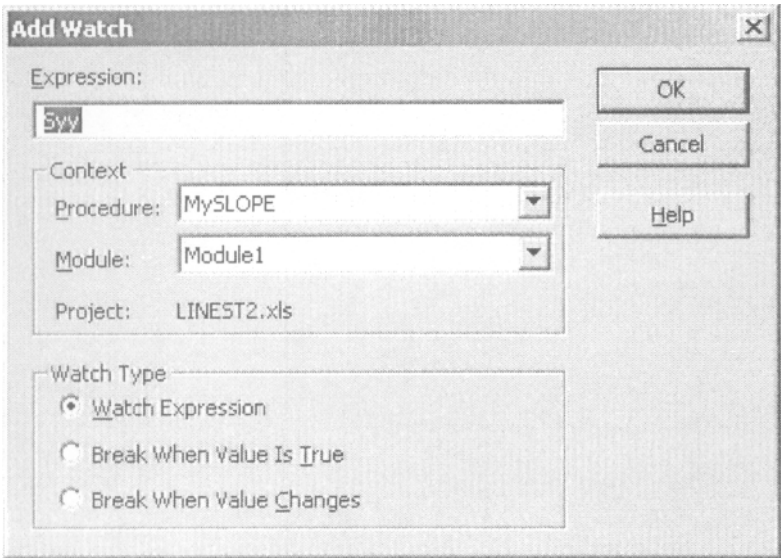 Add Watch
Expression:
Syy
OK
Cancel
Context
Procedure: MySLOPE
Help
Module: Module1
Project: LINEST2.xls
Watch Type
Watch Expression
Break When Value Is True
Break When Value Changes